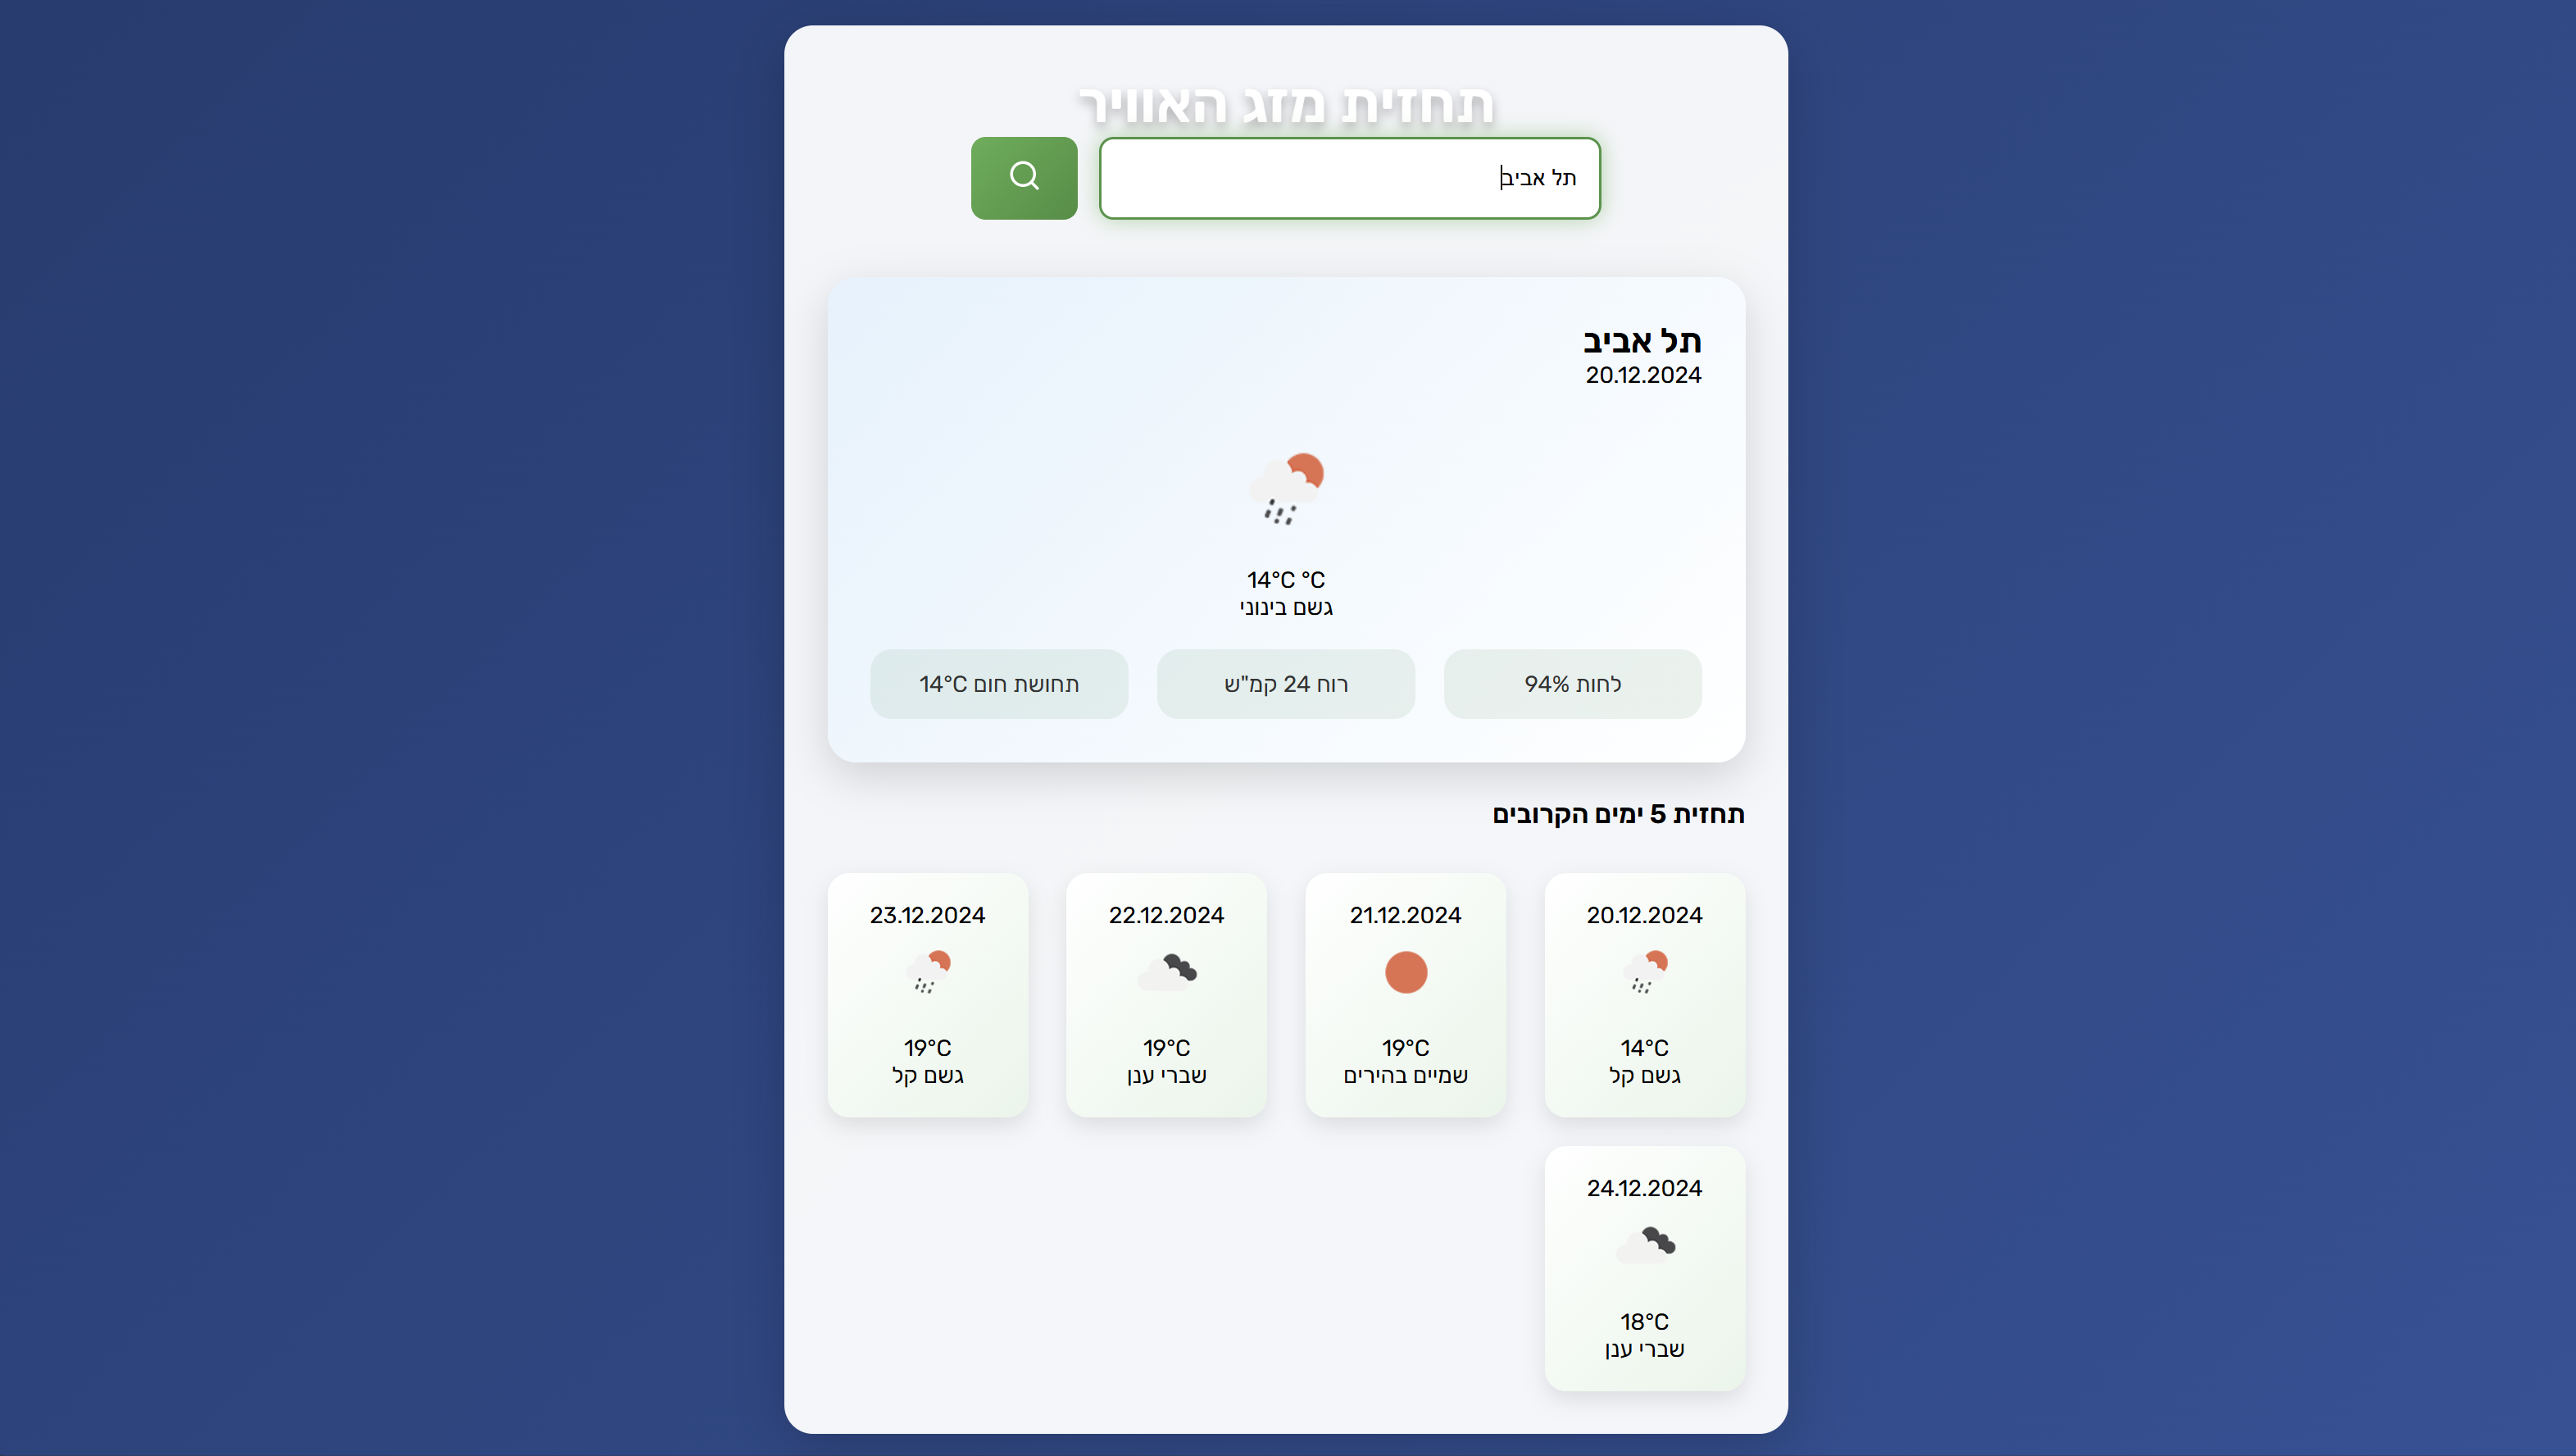 תחזית מזג האוויר
תל אביב
תל אביב
20.12.2024
14°C °C
גשם בינוני
לחות 94%
רוח 24 קמ"ש
תחושת חום 14°C
תחזית 5 ימים הקרובים
20.12.2024
14°C
גשם קל
21.12.2024
19°C
שמיים בהירים
22.12.2024
19°C
שברי ענן
23.12.2024
19°C
גשם קל
24.12.2024
18°C
שברי ענן